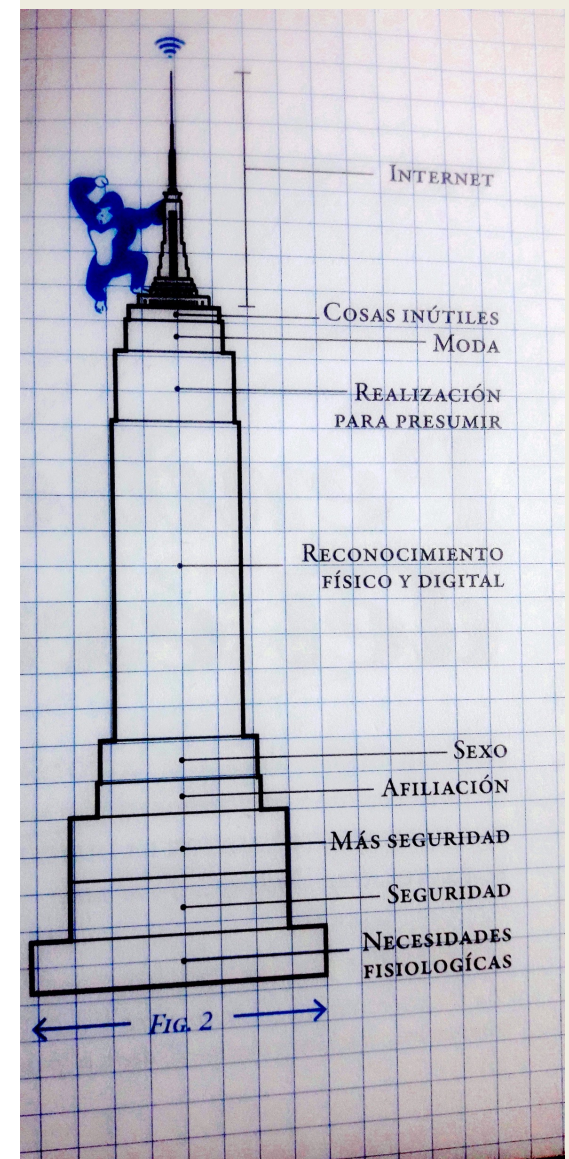 INTERNET
COSAS INÚTILES
MODA
REALIZACIÓN
PARA PRESUMIR
RECONOCIMIENTO
FÍSICO Y DIGITAL
SEXO
AFILIACIÓN
MÁS SEGURIDAD
SEGURIDAD
NECESIDADES
FISIOLOGÍCAS
FIG. 2